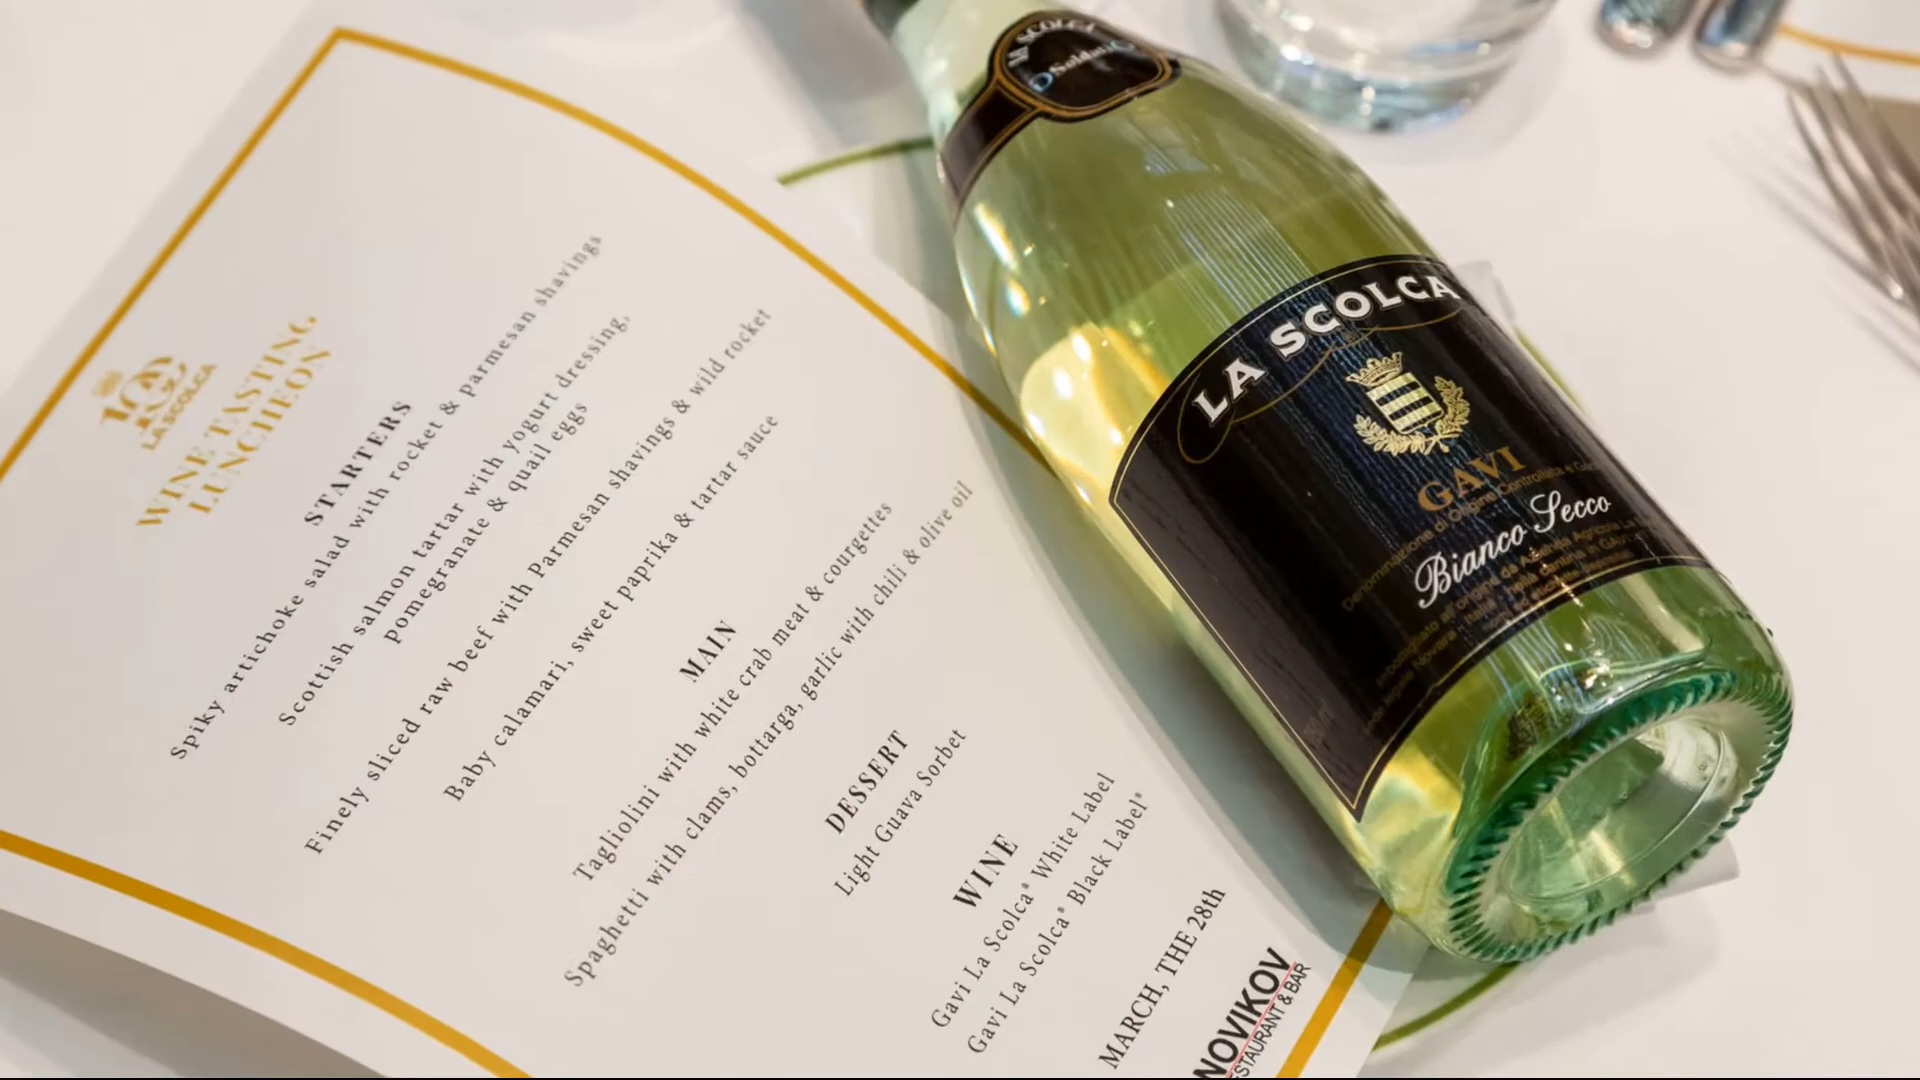 100
LA SCOLCA
WINE TASTING
LUNCHEON
STARTERS
Spiky artichoke salad with rocket & parmesan shavings
Scottish salmon tartar with yogurt dressing,
pomegranate & quail eggs
Finely sliced raw beef with Parmesan shavings & wild rocket
Baby calamari, sweet paprika & tartar sauce
MAIN
Tagliolini with white crab meat & courgettes
Spaghetti with clams, bottarga, garlic with chili & olive oil
DESSERT
Light Guava Sorbet
WINE
Gavi La Scolca® White Label
Gavi La Scolca® Black Label®
MARCH, THE 28th
NOVIKOV
RESTAURANT & BAR
LA SCOLCA
Soldati
LA SCOLCA
GAVI
Denominazione di Origine Controllata e
Bianco Secco